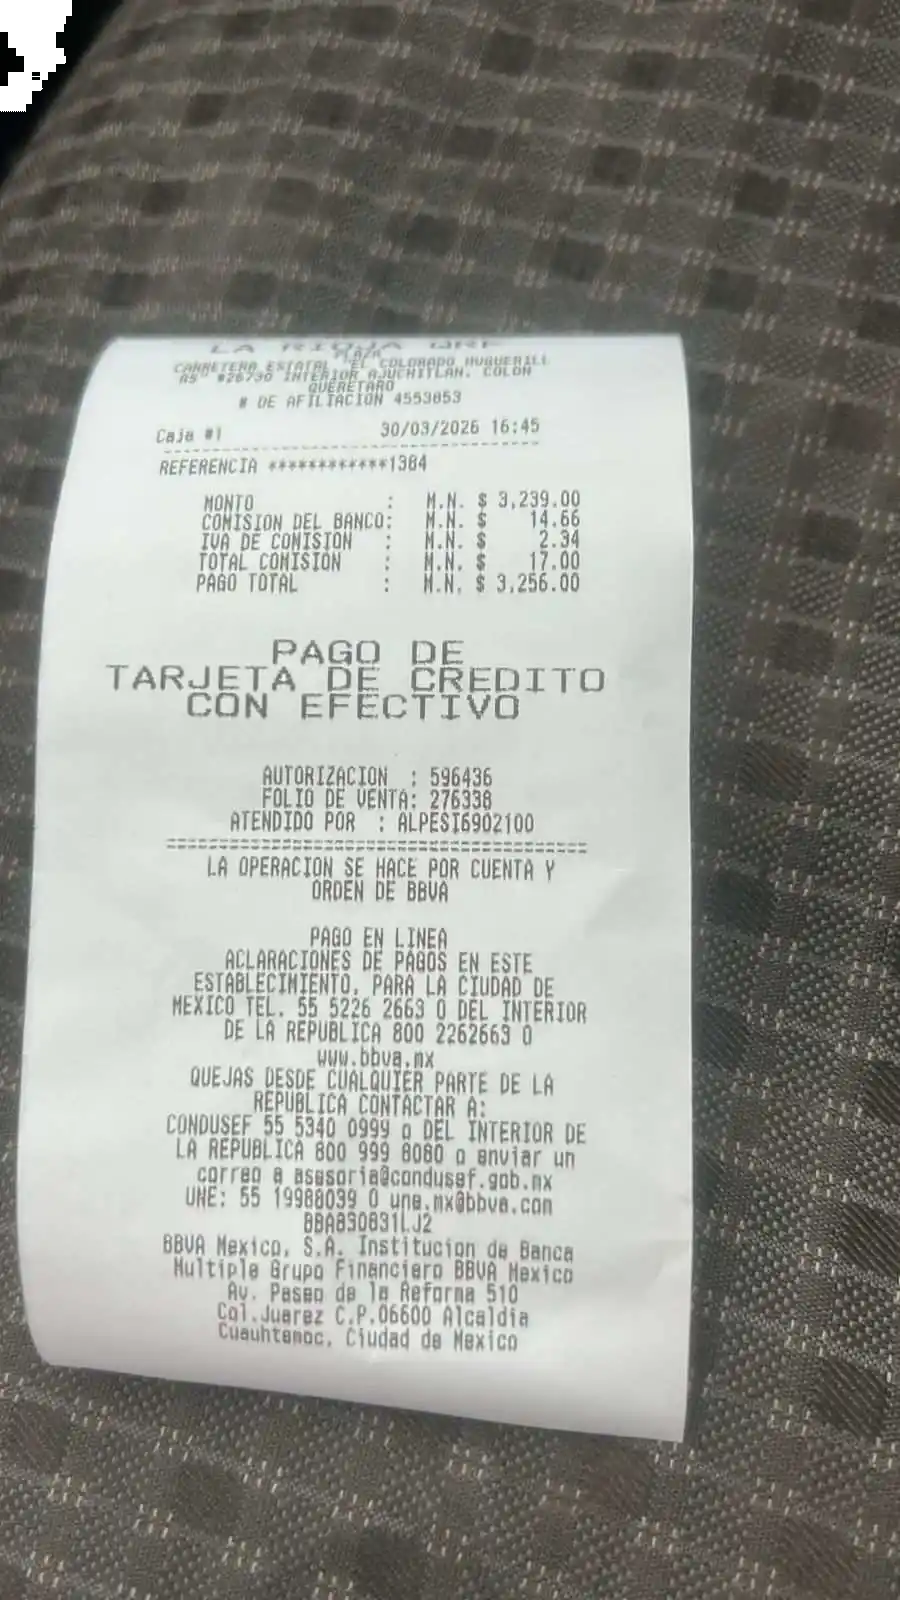 LA RIOJA QRE
PLAZA
CARRETERA ESTATAL "EL COLORADO HUGUERILL
AS" #26730 INTERIOR AJUCHITLAN, COLON
QUERETARO
# DE AFILIACION 4553853
Caja #1 30/03/2026 16:45
REFERENCIA ************1384
MONTO : M.N. $ 3,239.00
COMISION DEL BANCO: M.N. $ 14.66
IVA DE COMISION : M.N. $ 2.34
TOTAL COMISION : M.N. $ 17.00
PAGO TOTAL : M.N. $ 3,256.00
PAGO DE
TARJETA DE CREDITO
CON EFECTIVO
AUTORIZACION : 596436
FOLIO DE VENTA: 276338
ATENDIDO POR : ALPESI6902100
LA OPERACION SE HACE POR CUENTA Y
ORDEN DE BBVA
PAGO EN LINEA
ACLARACIONES DE PAGOS EN ESTE
ESTABLECIMIENTO, PARA LA CIUDAD DE
MEXICO TEL. 55 5226 2663 O DEL INTERIOR
DE LA REPUBLICA 800 2262663 O
www.bbva.mx
QUEJAS DESDE CUALQUIER PARTE DE LA
REPUBLICA CONTACTAR A:
CONDUSEF 55 5340 0999 o DEL INTERIOR DE
LA REPUBLICA 800 999 8080 o enviar un
correo a asesoria@condusef.gob.mx
UNE: 55 19988039 O une.mx@bbva.com
BBA830831LJ2
BBVA Mexico, S.A. Institucion de Banca
Multiple Grupo Financiero BBVA Mexico
Av. Paseo de la Reforma 510
Col.Juarez C.P.06600 Alcaldia
Cuauhtemoc, Ciudad de Mexico